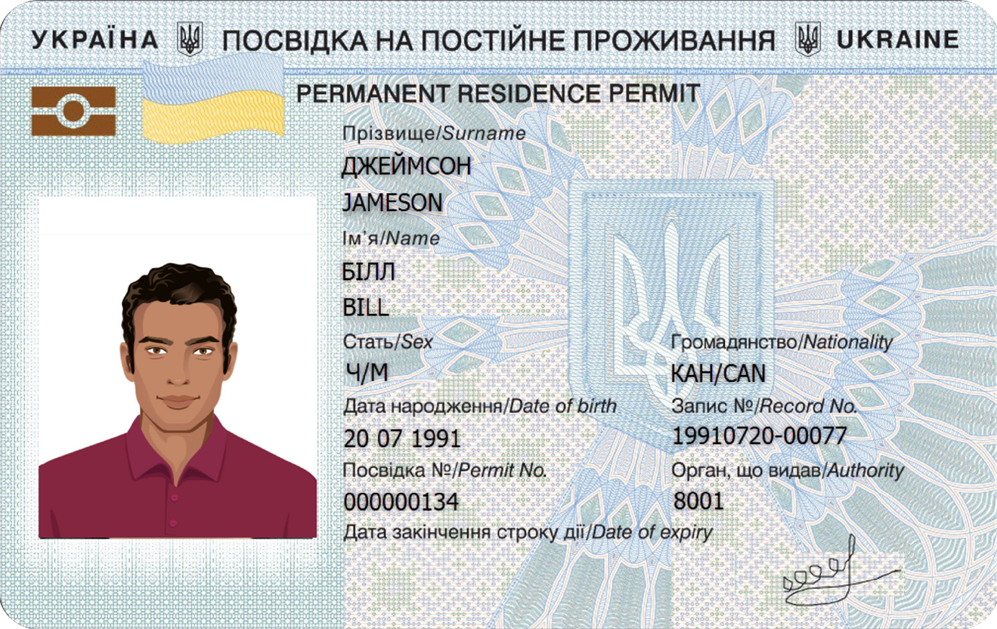 УКРАЇНА ПОСВІДКА НА ПОСТІЙНЕ ПРОЖИВАННЯ UKRAINE
PERMANENT RESIDENCE PERMIT
Прізвище/Surname
ДЖЕЙМСОН
JAMESON
Ім’я/Name
БІЛЛ
BILL
Стать/Sex
Ч/М
Громадянство/Nationality
КАН/CAN
Дата народження/Date of birth
20 07 1991
Запис №/Record No.
19910720-00077
Посвідка №/Permit No.
000000134
Орган, що видав/Authority
8001
Дата закінчення строку дії/Date of expiry